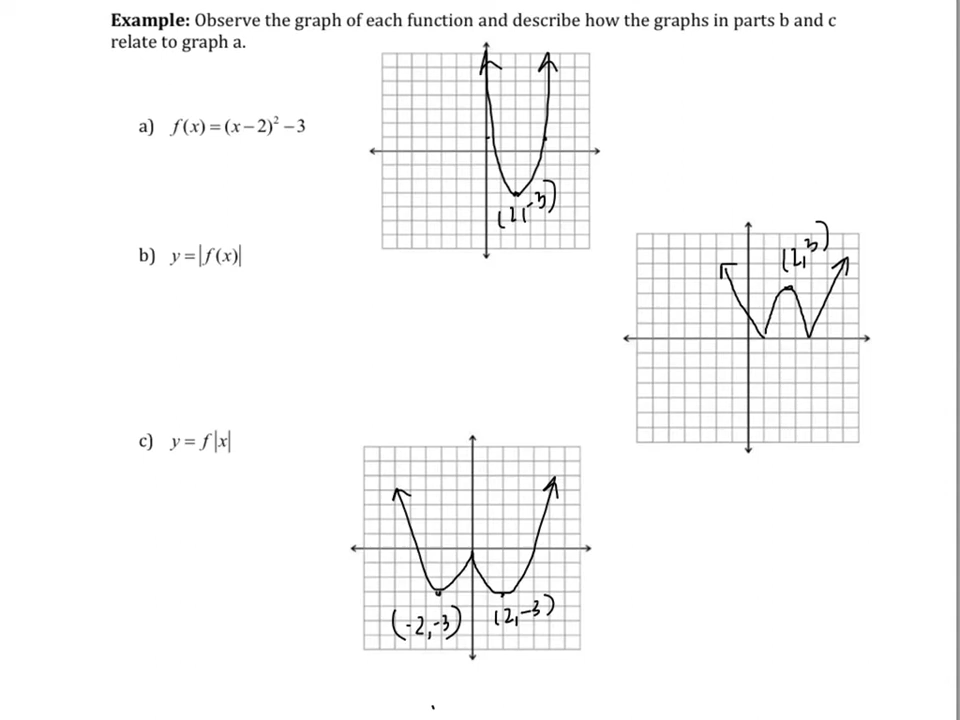 Example: Observe the graph of each function and describe how the graphs in parts b and c
relate to graph a.
a) f(x)=(x−2)²−3
(2,-3)
b) y=|f(x)|
(2,3)
c) y=f|x|
(-2,-3)
(2,-3)